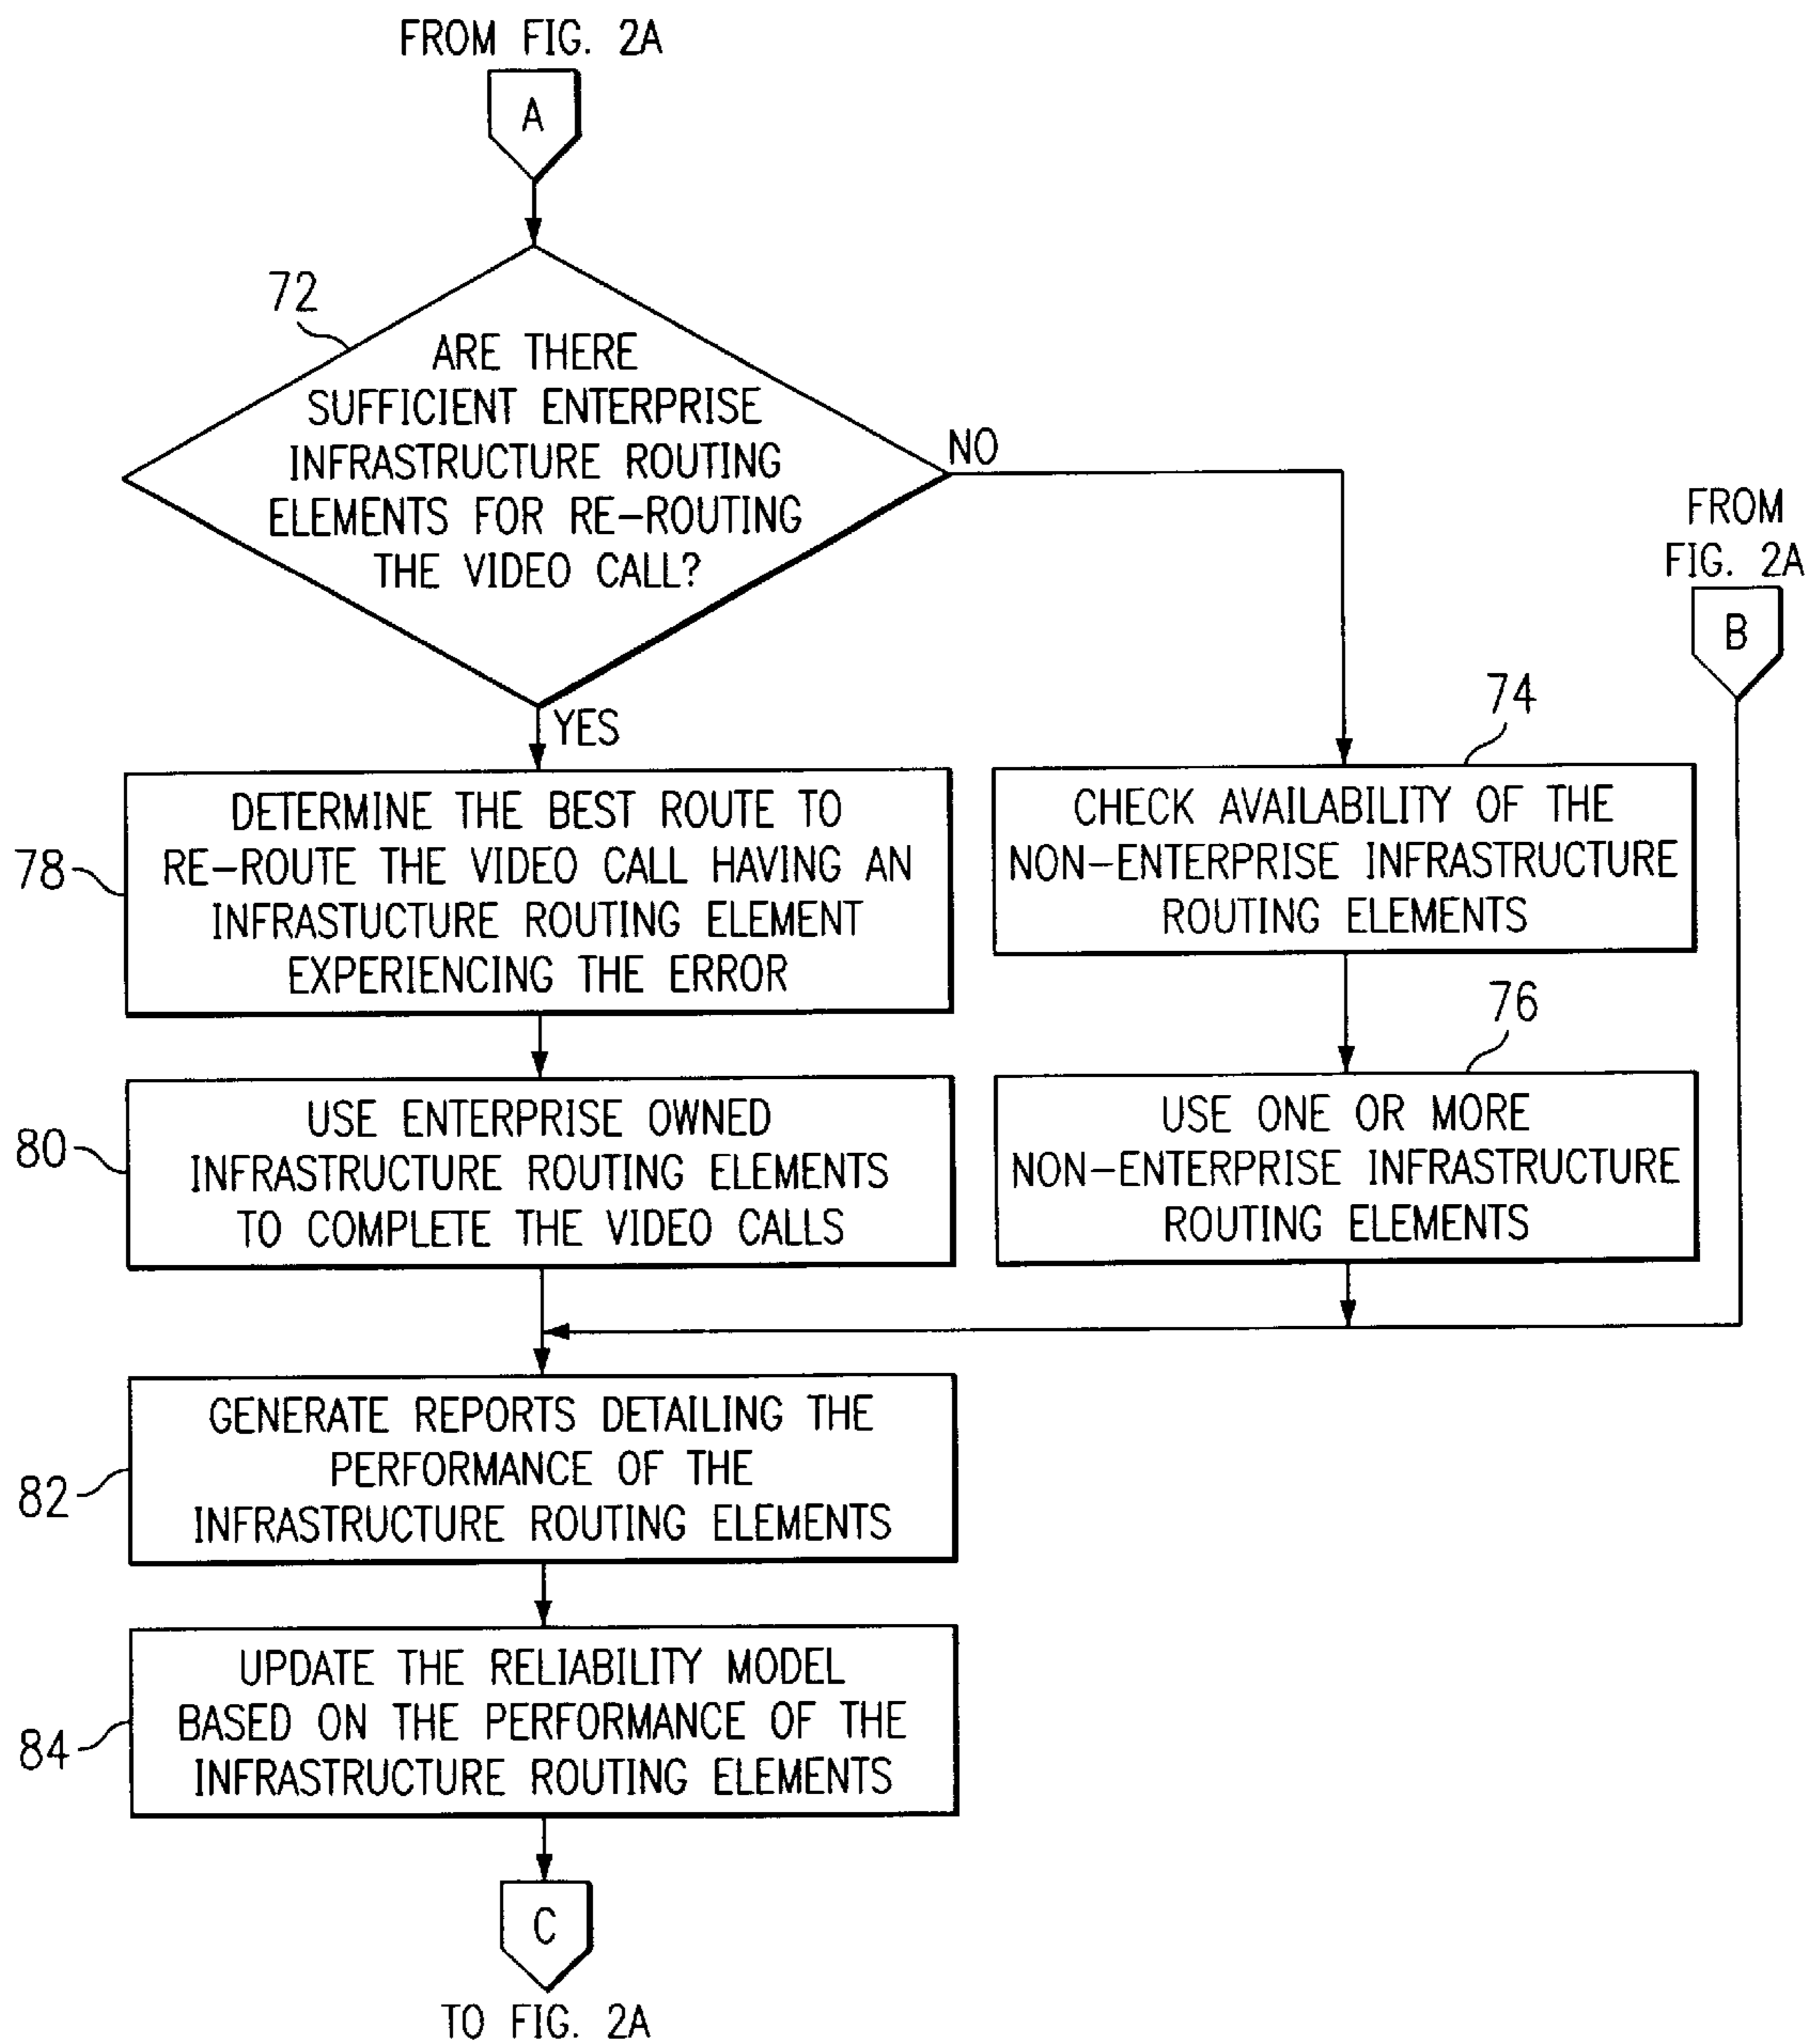 FROM FIG. 2A
A
72
ARE THERE
SUFFICIENT ENTERPRISE
INFRASTRUCTURE ROUTING
ELEMENTS FOR RE-ROUTING
THE VIDEO CALL?
NO
YES
FROM
FIG. 2A
B
78
DETERMINE THE BEST ROUTE TO
RE-ROUTE THE VIDEO CALL HAVING AN
INFRASTUCTURE ROUTING ELEMENT
EXPERIENCING THE ERROR
74
CHECK AVAILABILITY OF THE
NON-ENTERPRISE INFRASTRUCTURE
ROUTING ELEMENTS
80
USE ENTERPRISE OWNED
INFRASTRUCTURE ROUTING ELEMENTS
TO COMPLETE THE VIDEO CALLS
76
USE ONE OR MORE
NON-ENTERPRISE INFRASTRUCTURE
ROUTING ELEMENTS
82
GENERATE REPORTS DETAILING THE
PERFORMANCE OF THE
INFRASTRUCTURE ROUTING ELEMENTS
84
UPDATE THE RELIABILITY MODEL
BASED ON THE PERFORMANCE OF THE
INFRASTRUCTURE ROUTING ELEMENTS
C
TO FIG. 2A